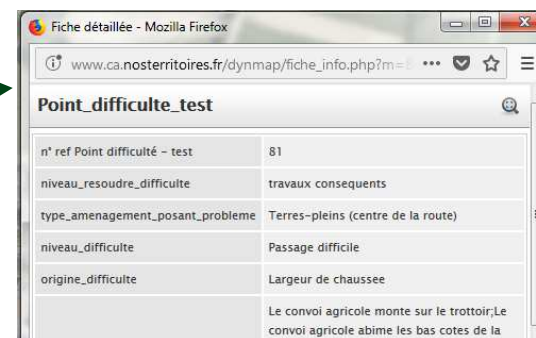 Fiche détaillée - Mozilla Firefox
www.ca.nosterritoires.fr/dynmap/fiche_info.php?m=
Point_difficulte_test
n° ref Point difficulté - test 81
niveau_resoudre_difficulte travaux consequents
type_amenagement_posant_probleme Terres-pleins (centre de la route)
niveau_difficulte Passage difficile
origine_difficulte Largeur de chaussee
Le convoi agricole monte sur le trottoir;Le
convoi agricole abime les bas cotes de la